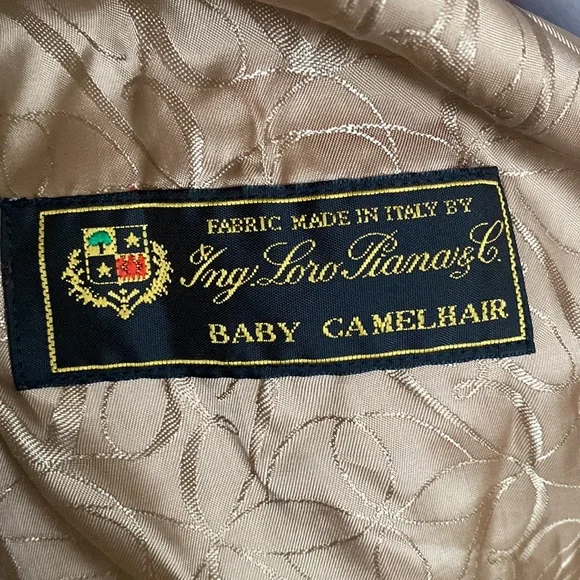 FABRIC MADE IN ITALY BY
Ing Loro Piana & C.
BABY CAMELHAIR